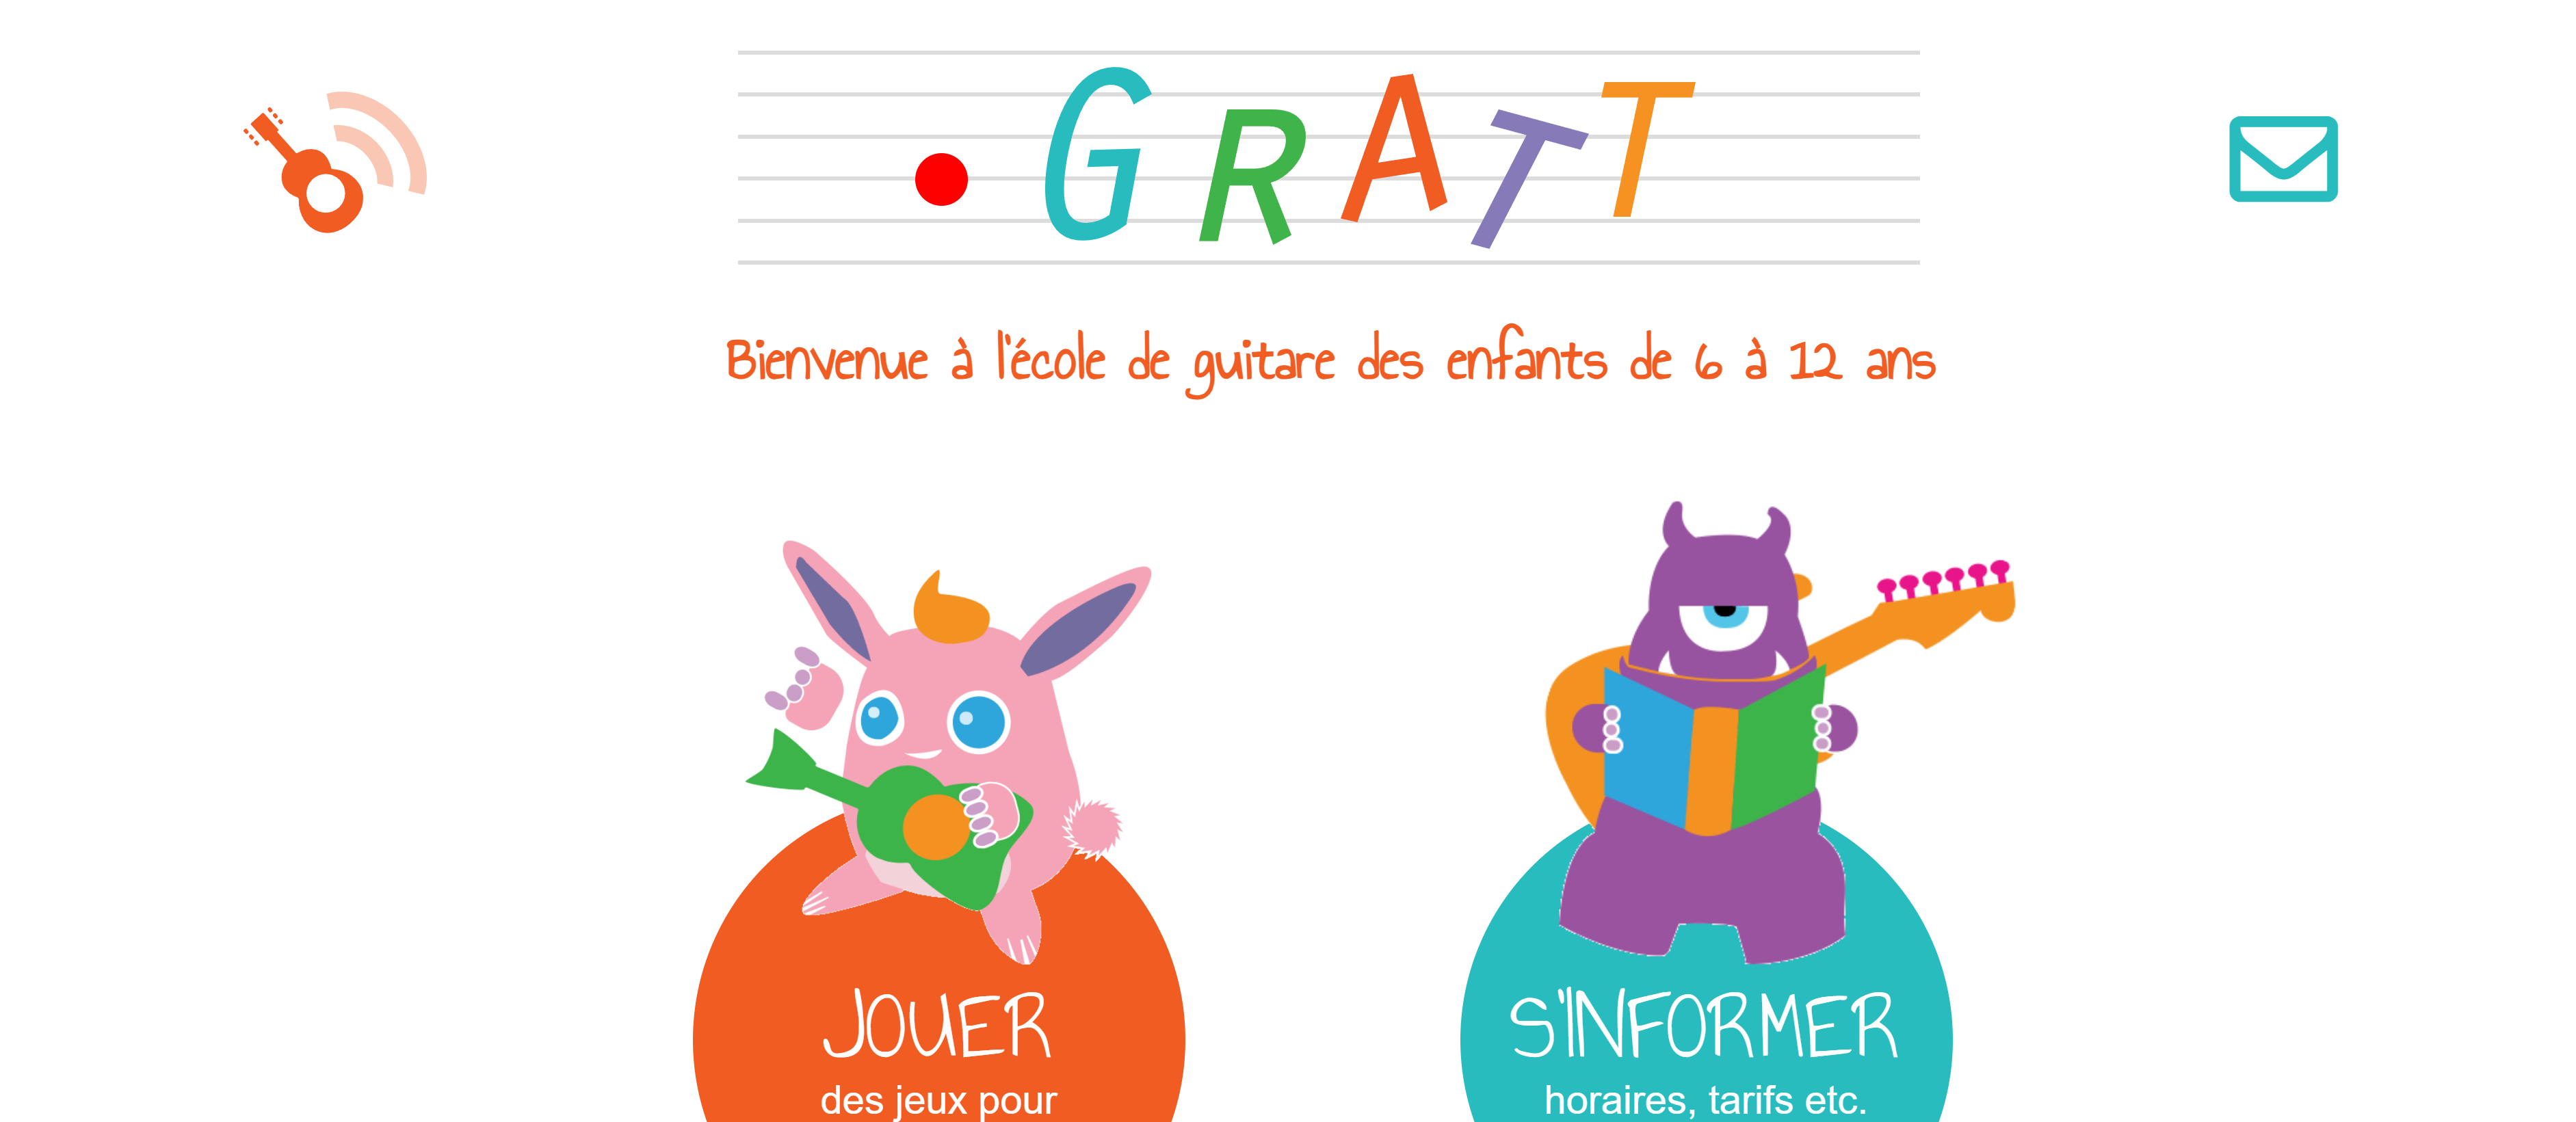 GRATT
Bienvenue à l'école de guitare des enfants de 6 à 12 ans
JOUER
des jeux pour
S'INFORMER
horaires, tarifs etc.